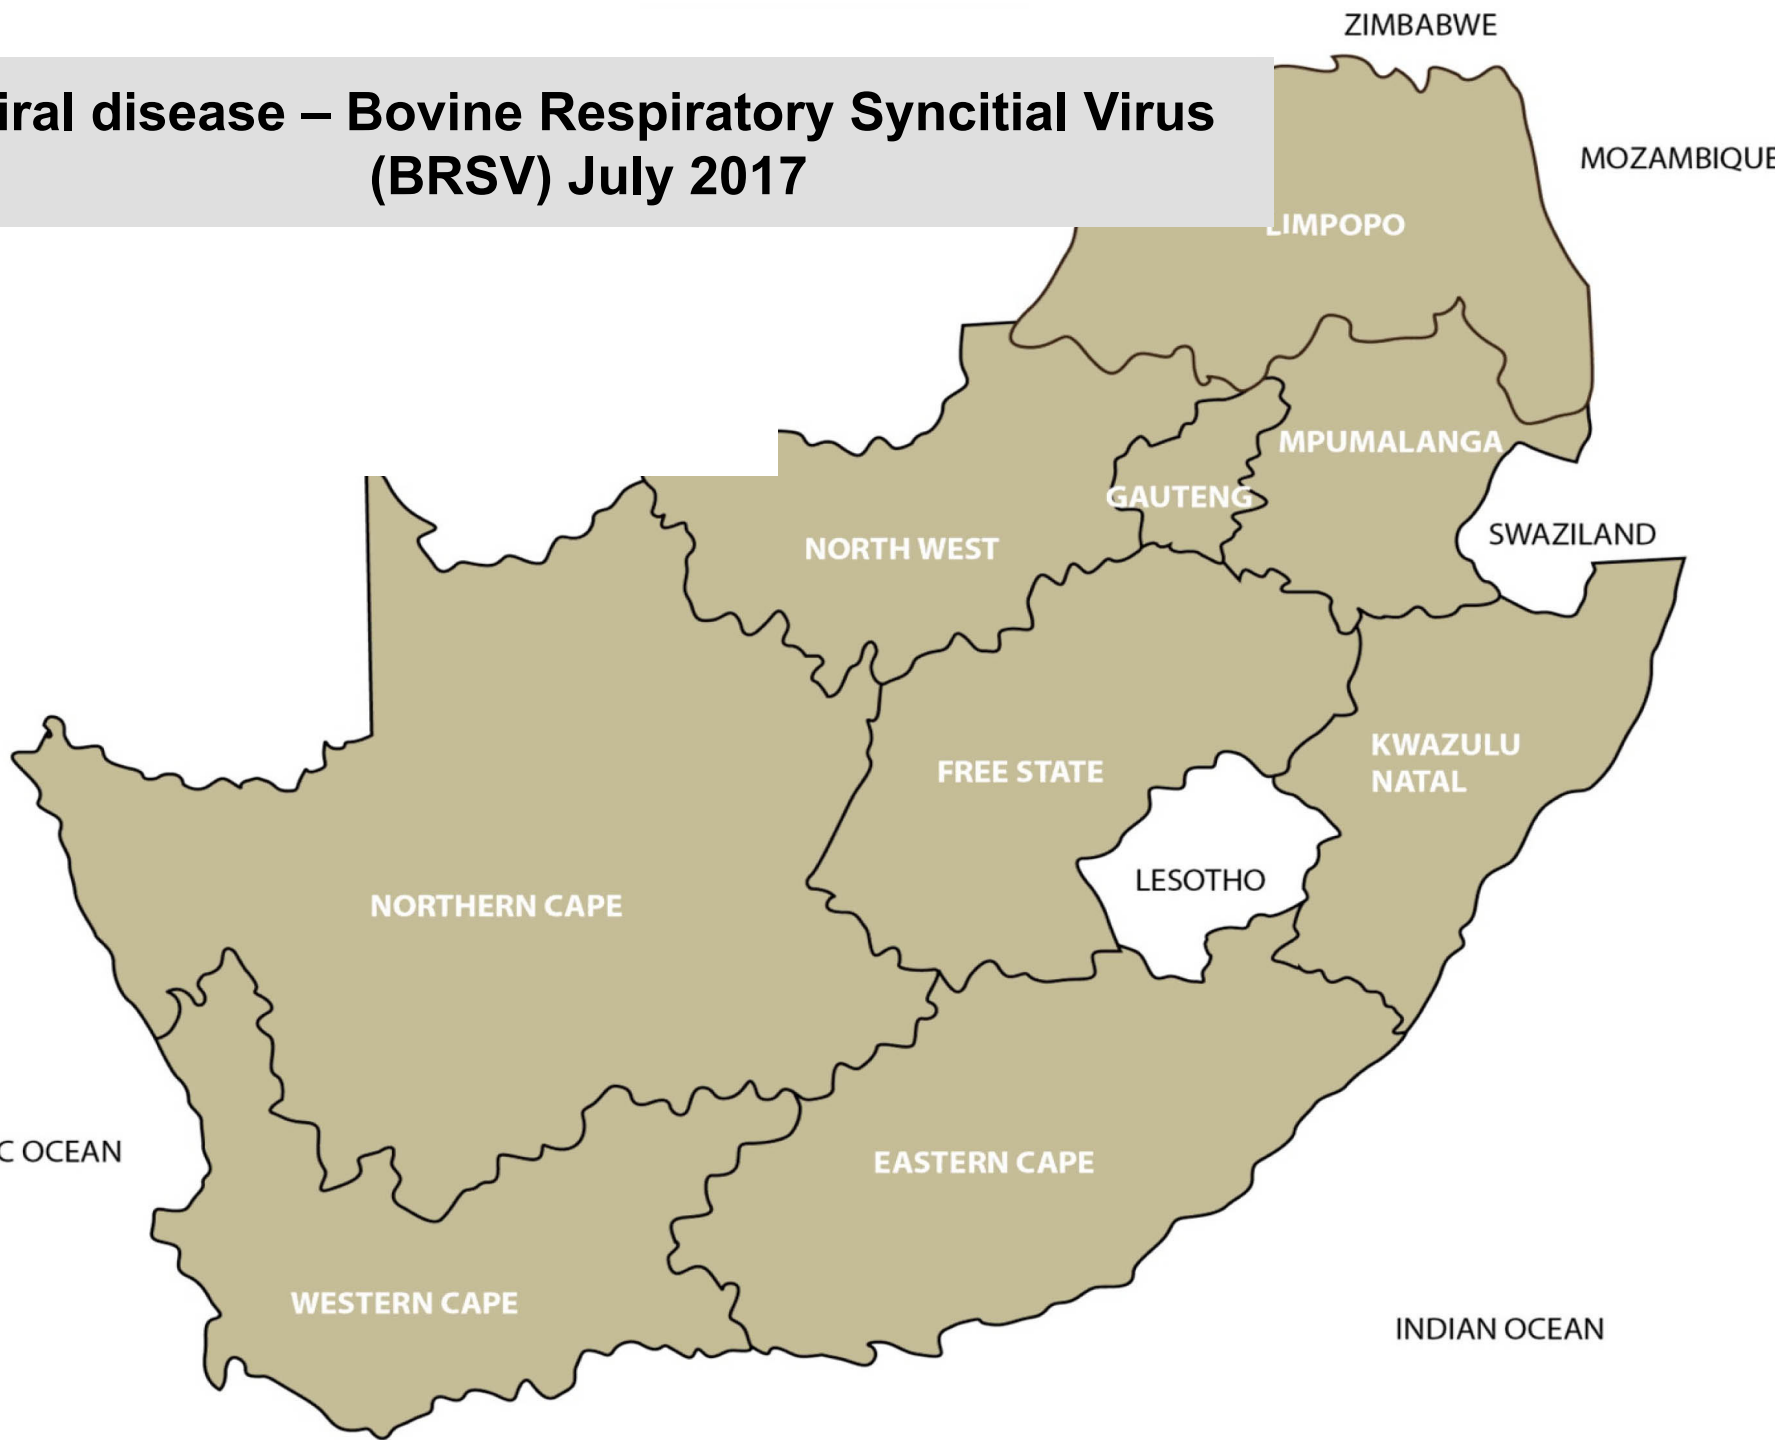 ZIMBABWE
iral disease – Bovine Respiratory Syncitial Virus
(BRSV) July 2017
MOZAMBIQUE
LIMPOPO
MPUMALANGA
GAUTENG
SWAZILAND
NORTH WEST
KWAZULU
NATAL
FREE STATE
LESOTHO
NORTHERN CAPE
C OCEAN
EASTERN CAPE
WESTERN CAPE
INDIAN OCEAN